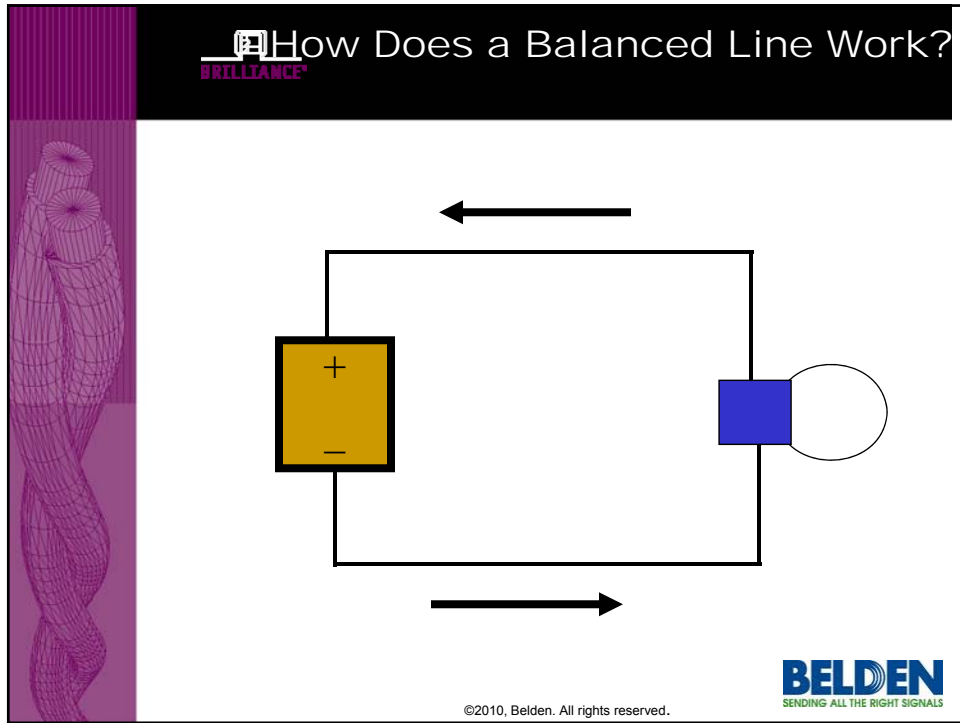 How Does a Balanced Line Work?
BRILLIANCE®
+
–
BELDEN
SENDING ALL THE RIGHT SIGNALS
©2010, Belden. All rights reserved.